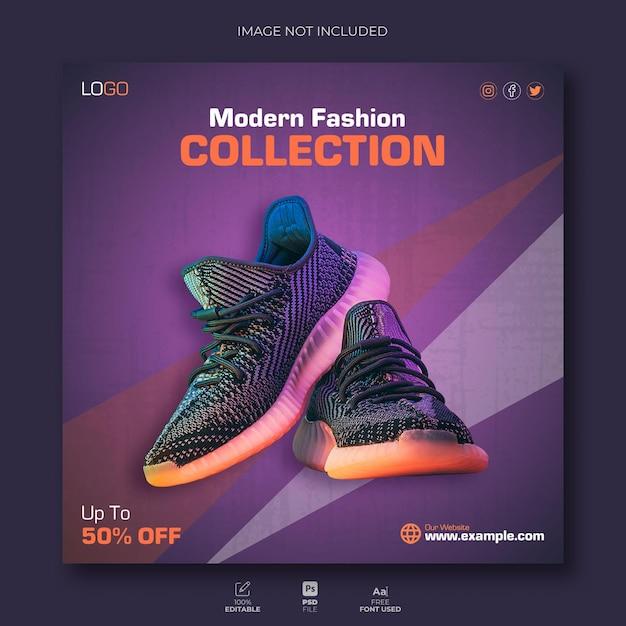 IMAGE NOT INCLUDED
LOGO
Modern Fashion
COLLECTION
Up To
50% OFF
Our Website
www.example.com
100%
EDITABLE
Ps
PSD
FILE
Aa
FREE
FONT USED